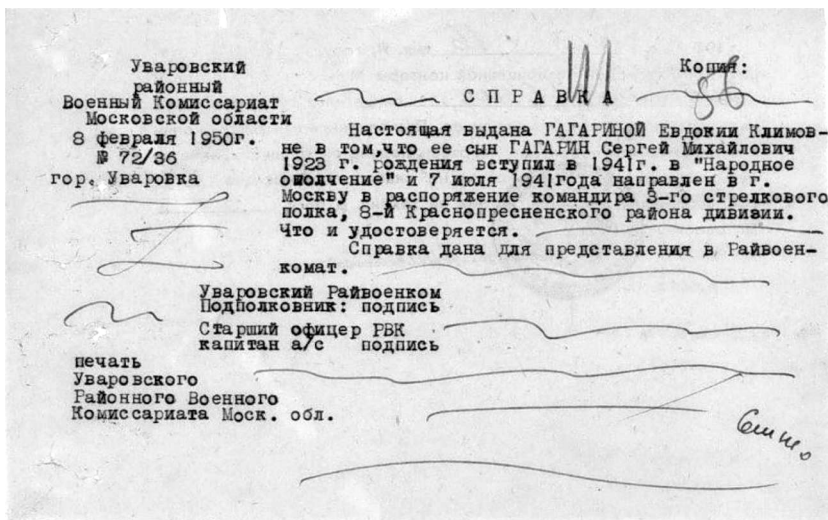 Уваровский
районный
Военный Комиссариат
Московской области
8 февраля 1950г.
№ 72/36
гор. Уваровка
Копия:
56
С П Р А В К А
Настоящая выдана ГАГАРИНОЙ Евдокии Климов-
не в том,что ее сын ГАГАРИН Сергей Михайлович
1923 г. рождения вступил в 1941г. в "Народное
ополчение" и 7 июля 1941года направлен в г.
Москву в распоряжение командира 3-го стрелкового
полка, 8-й Краснопресненского района дивизии.
Что и удостоверяется.
Справка дана для представления в Райвоен-
комат.
Уваровский Райвоенком
Подполковник: подпись
Старший офицер РВК
капитан а/с подпись
печать
Уваровского
Районного Военного
Комиссариата Моск. обл.